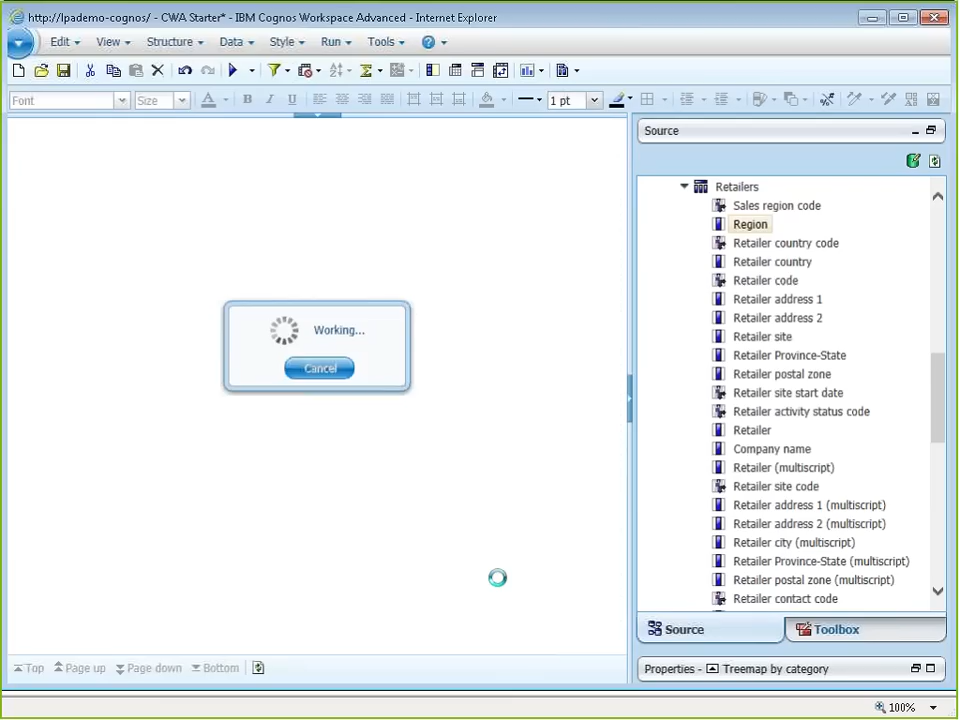 http://lpademo-cognos/ - CWA Starter* - IBM Cognos Workspace Advanced - Internet Explorer
Edit View Structure Data Style Run Tools
Font Size 1 pt
Source
Retailers
Sales region code
Region
Retailer country code
Retailer country
Retailer code
Retailer address 1
Retailer address 2
Retailer site
Retailer Province-State
Retailer postal zone
Retailer site start date
Retailer activity status code
Retailer
Company name
Retailer (multiscript)
Retailer site code
Retailer address 1 (multiscript)
Retailer address 2 (multiscript)
Retailer city (multiscript)
Retailer Province-State (multiscript)
Retailer postal zone (multiscript)
Retailer contact code
Working...
Cancel
Source Toolbox
Top Page up Page down Bottom
Properties - Treemap by category
100%